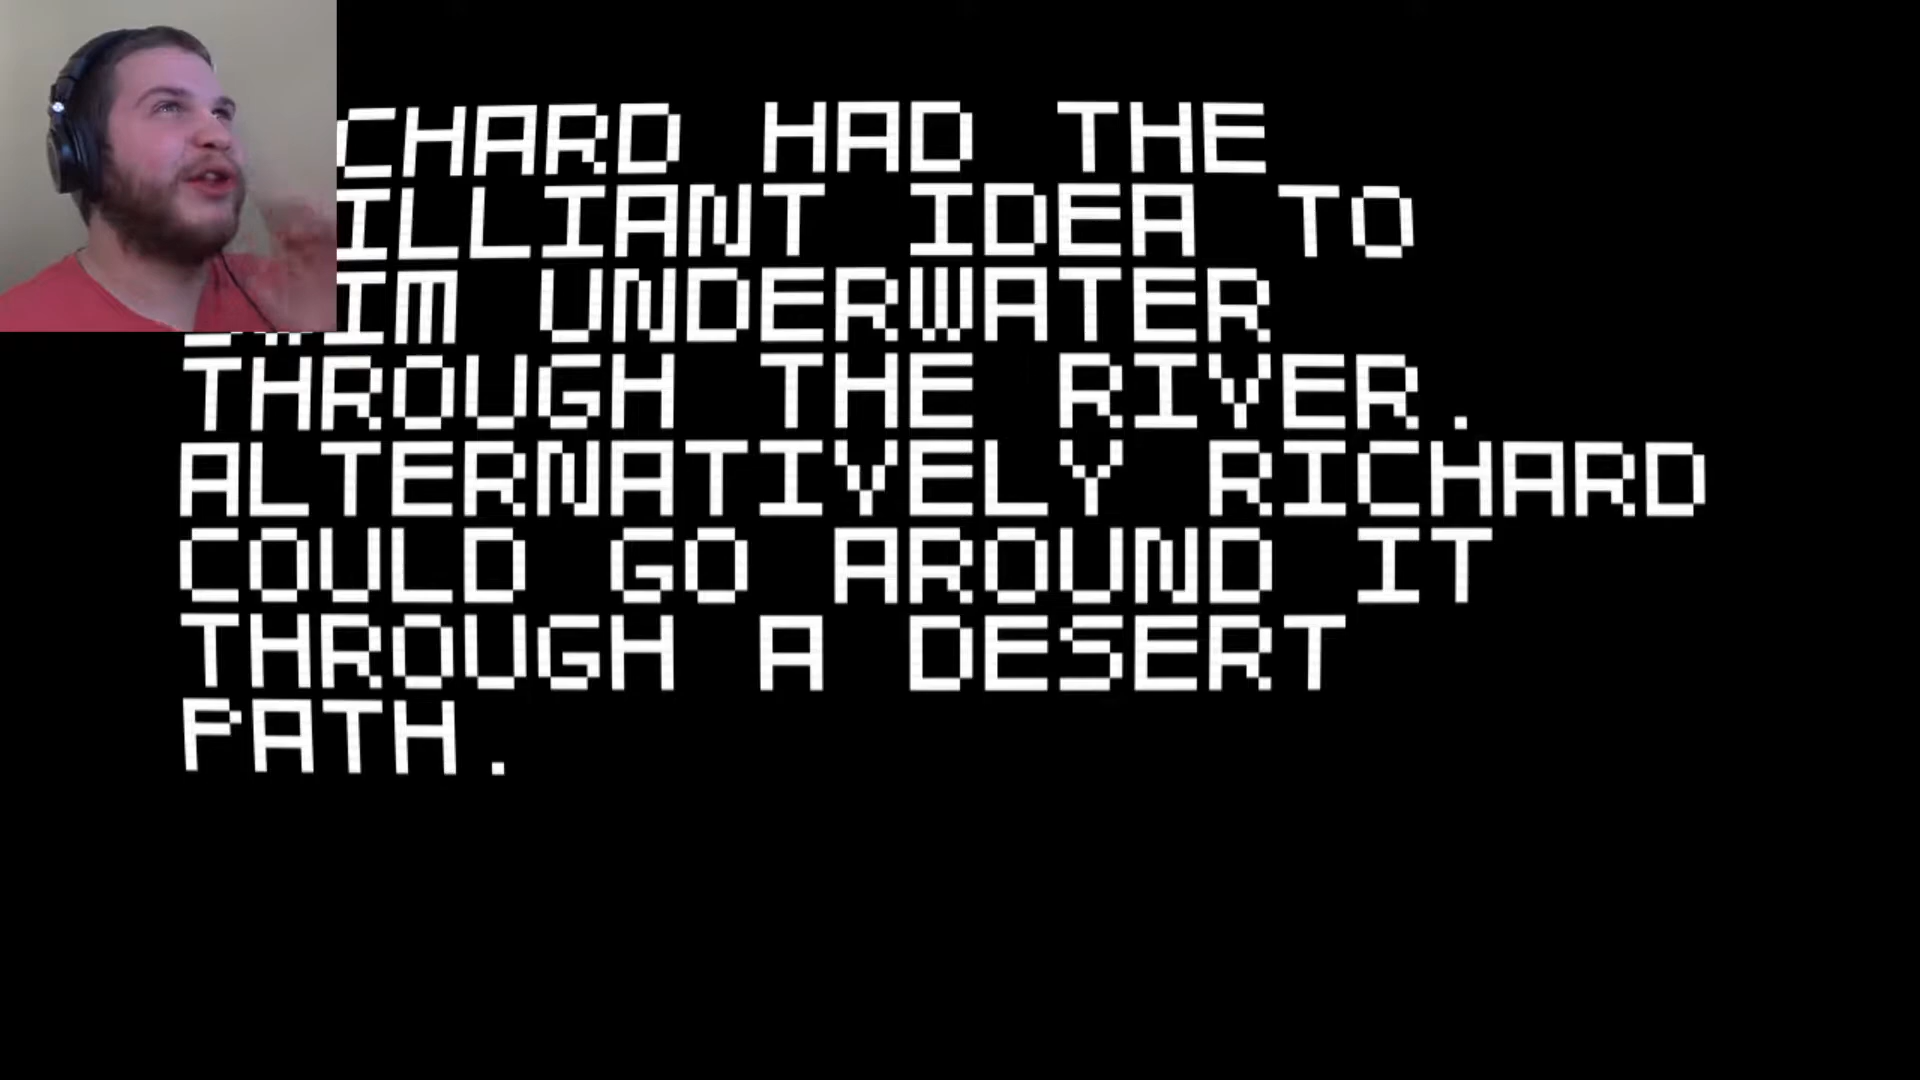 CHARD HAD THE
ILLIANT IDEA TO
SWIM UNDERWATER
THROUGH THE RIVER.
ALTERNATIVELY RICHARD
COULD GO AROUND IT
THROUGH A DESERT
PATH.